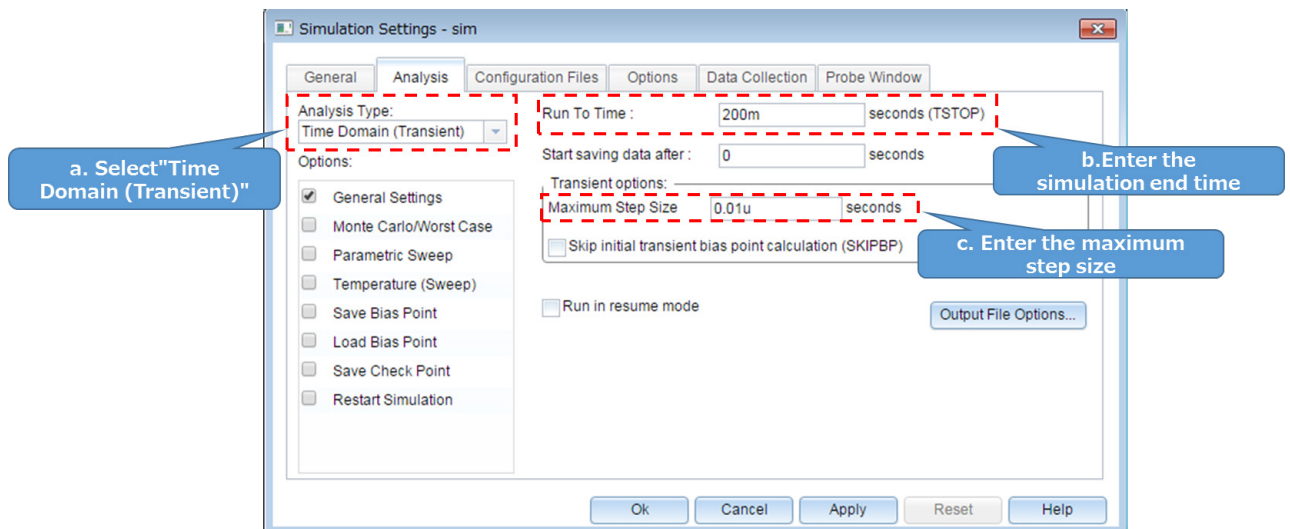 Simulation Settings - sim
General
Analysis
Configuration Files
Options
Data Collection
Probe Window
Analysis Type:
Time Domain (Transient)
Run To Time :
200m
seconds (TSTOP)
a. Select"Time
Domain (Transient)"
Options:
Start saving data after :
0
seconds
b.Enter the
simulation end time
General Settings
Monte Carlo/Worst Case
Parametric Sweep
Temperature (Sweep)
Save Bias Point
Load Bias Point
Save Check Point
Restart Simulation
Transient options:
Maximum Step Size
0.01u
seconds
Skip initial transient bias point calculation (SKIPBP)
c. Enter the maximum
step size
Run in resume mode
Output File Options...
Ok
Cancel
Apply
Reset
Help